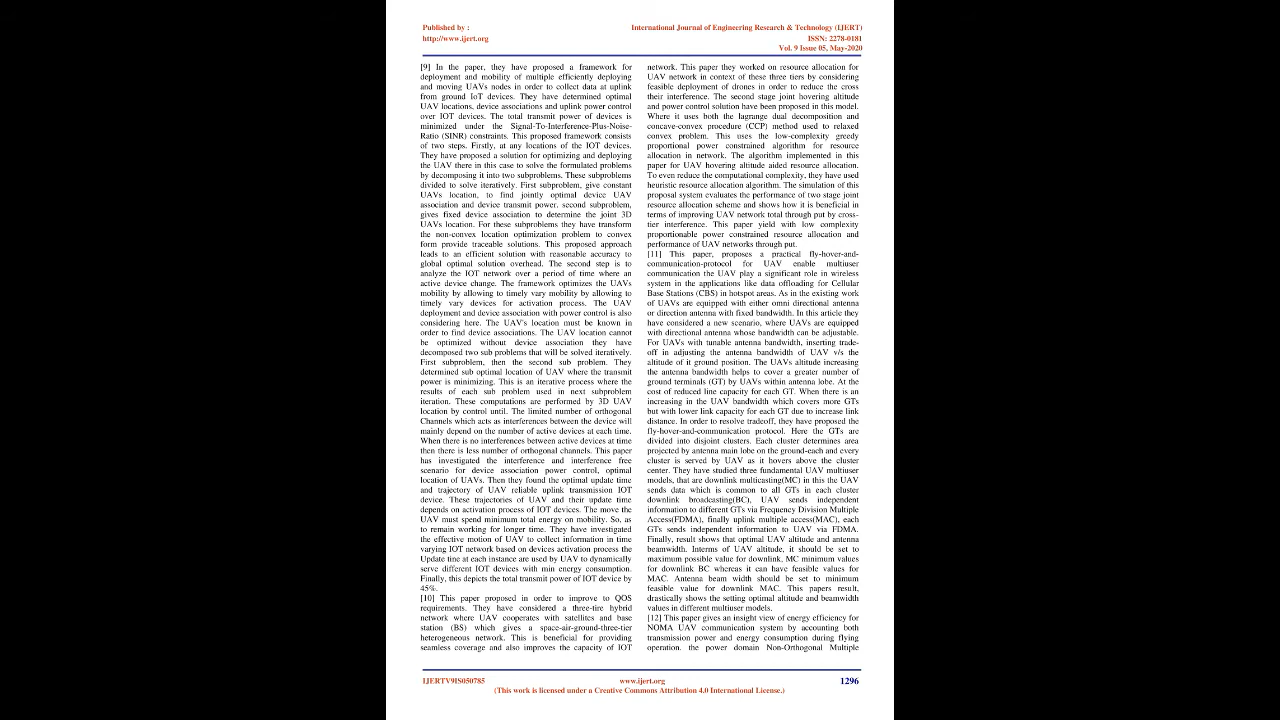 Published by :
http://www.ijert.org
International Journal of Engineering Research & Technology (IJERT)
ISSN: 2278-0181
Vol. 9 Issue 05, May-2020
[9] In the paper, they have proposed a framework for
deployment and mobility of multiple efficiently deploying
and moving UAVs nodes in order to collect data at uplink
from ground IoT devices. They have determined optimal
UAV locations, device associations and uplink power control
over IOT devices. The total transmit power of devices is
minimized under the Signal-To-Interference-Plus-Noise-
Ratio (SINR) constraints. This proposed framework consists
of two steps. Firstly, at any locations of the IOT devices.
They have proposed a solution for optimizing and deploying
the UAV there in this case to solve the formulated problems
by decomposing it into two subproblems. These subproblems
divided to solve iteratively. First subproblem, give constant
UAVs location, to find jointly optimal device UAV
association and device transmit power. second subproblem,
gives fixed device association to determine the joint 3D
UAVs location. For these subproblems they have transform
the non-convex location optimization problem to convex
form provide traceable solutions. This proposed approach
leads to an efficient solution with reasonable accuracy to
global optimal solution overhead. The second step is to
analyze the IOT network over a period of time where an
active device change. The framework optimizes the UAVs
mobility by allowing to timely vary mobility by allowing to
timely vary devices for activation process. The UAV
deployment and device association with power control is also
considering here. The UAV's location must be known in
order to find device associations. The UAV location cannot
be optimized without device association they have
decomposed two sub problems that will be solved iteratively.
First subproblem, then the second sub problem. They
determined sub optimal location of UAV where the transmit
power is minimizing. This is an iterative process where the
results of each sub problem used in next subproblem
iteration. These computations are performed by 3D UAV
location by control until. The limited number of orthogonal
Channels which acts as interferences between the device will
mainly depend on the number of active devices at each time.
When there is no interferences between active devices at time
then there is less number of orthogonal channels. This paper
has investigated the interference and interference free
scenario for device association power control, optimal
location of UAVs. Then they found the optimal update time
and trajectory of UAV reliable uplink transmission IOT
device. These trajectories of UAV and their update time
depends on activation process of IOT devices. The move the
UAV must spend minimum total energy on mobility. So, as
to remain working for longer time. They have investigated
the effective motion of UAV to collect information in time
varying IOT network based on devices activation process the
Update tine at each instance are used by UAV to dynamically
serve different IOT devices with min energy consumption.
Finally, this depicts the total transmit power of IOT device by
45%.
[10] This paper proposed in order to improve to QOS
requirements. They have considered a three-tire hybrid
network where UAV cooperates with satellites and base
station (BS) which gives a space-air-ground-three-tier
heterogeneous network. This is beneficial for providing
seamless coverage and also improves the capacity of IOT
network. This paper they worked on resource allocation for
UAV network in context of these three tiers by considering
feasible deployment of drones in order to reduce the cross
their interference. The second stage joint hovering altitude
and power control solution have been proposed in this model.
Where it uses both the lagrange dual decomposition and
concave-convex procedure (CCP) method used to relaxed
convex problem. This uses the low-complexity greedy
proportional power constrained algorithm for resource
allocation in network. The algorithm implemented in this
paper for UAV hovering altitude aided resource allocation.
To even reduce the computational complexity, they have used
heuristic resource allocation algorithm. The simulation of this
proposal system evaluates the performance of two stage joint
resource allocation scheme and shows how it is beneficial in
terms of improving UAV network total through put by cross-
tier interference. This paper yield with low complexity
proportionable power constrained resource allocation and
performance of UAV networks through put.
[11] This paper, proposes a practical fly-hover-and-
communication-protocol for UAV enable multiuser
communication the UAV play a significant role in wireless
system in the applications like data offloading for Cellular
Base Stations (CBS) in hotspot areas. As in the existing work
of UAVs are equipped with either omni directional antenna
or direction antenna with fixed bandwidth. In this article they
have considered a new scenario, where UAVs are equipped
with directional antenna whose bandwidth can be adjustable.
For UAVs with tunable antenna bandwidth, inserting trade-
off in adjusting the antenna bandwidth of UAV v/s the
altitude of it ground position. The UAVs altitude increasing
the antenna bandwidth helps to cover a greater number of
ground terminals (GT) by UAVs within antenna lobe. At the
cost of reduced line capacity for each GT. When there is an
increasing in the UAV bandwidth which covers more GTs
but with lower link capacity for each GT due to increase link
distance. In order to resolve tradeoff, they have proposed the
fly-hover-and-communication protocol. Here the GTs are
divided into disjoint clusters. Each cluster determines area
projected by antenna main lobe on the ground-each and every
cluster is served by UAV as it hovers above the cluster
center. They have studied three fundamental UAV multiuser
models, that are downlink multicasting(MC) in this the UAV
sends data which is common to all GTs in each cluster
downlink broadcasting(BC), UAV sends independent
information to different GTs via Frequency Division Multiple
Access(FDMA), finally uplink multiple access(MAC), each
GTs sends independent information to UAV via FDMA.
Finally, result shows that optimal UAV altitude and antenna
beamwidth. Interms of UAV altitude, it should be set to
maximum possible value for downlink, MC minimum values
for downlink BC whereas it can have feasible values for
MAC. Antenna beam width should be set to minimum
feasible value for downlink MAC. This papers result,
drastically shows the setting optimal altitude and beamwidth
values in different multiuser models.
[12] This paper gives an insight view of energy efficiency for
NOMA UAV communication system by accounting both
transmission power and energy consumption during flying
operation. the power domain Non-Orthogonal Multiple
IJERTV9IS050785
www.ijert.org
1296
(This work is licensed under a Creative Commons Attribution 4.0 International License.)